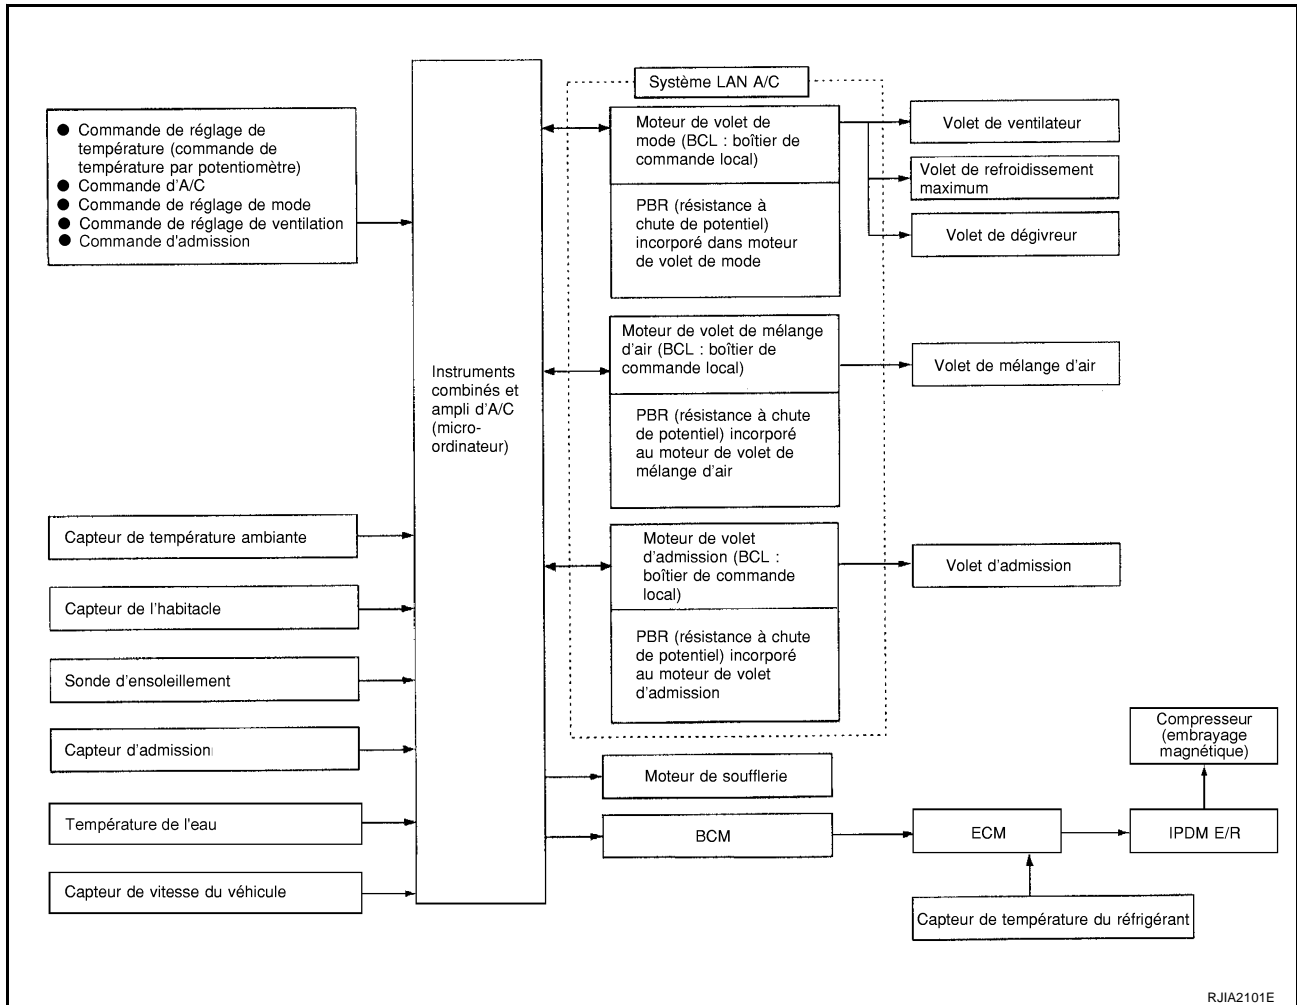 Système LAN A/C
● Commande de réglage de
température (commande de
température par potentiomètre)
● Commande d'A/C
● Commande de réglage de mode
● Commande de réglage de ventilation
● Commande d'admission
Instruments
combinés et
ampli d'A/C
(micro-
ordinateur)
Moteur de volet de
mode (BCL : boîtier de
commande local)
PBR (résistance à
chute de potentiel)
incorporé dans moteur
de volet de mode
Volet de ventilateur
Volet de refroidissement
maximum
Volet de dégivreur
Moteur de volet de mélange
d'air (BCL : boîtier de
commande local)
PBR (résistance à chute
de potentiel) incorporé
au moteur de volet de
mélange d'air
Volet de mélange d'air
Moteur de volet
d'admission (BCL :
boîtier de commande
local)
PBR (résistance à chute
de potentiel) incorporé
au moteur de volet
d'admission
Volet d'admission
Capteur de température ambiante
Capteur de l'habitacle
Sonde d'ensoleillement
Capteur d'admission
Température de l'eau
Capteur de vitesse du véhicule
Moteur de soufflerie
BCM
ECM
IPDM E/R
Compresseur
(embrayage
magnétique)
Capteur de température du réfrigérant
RJIA2101E